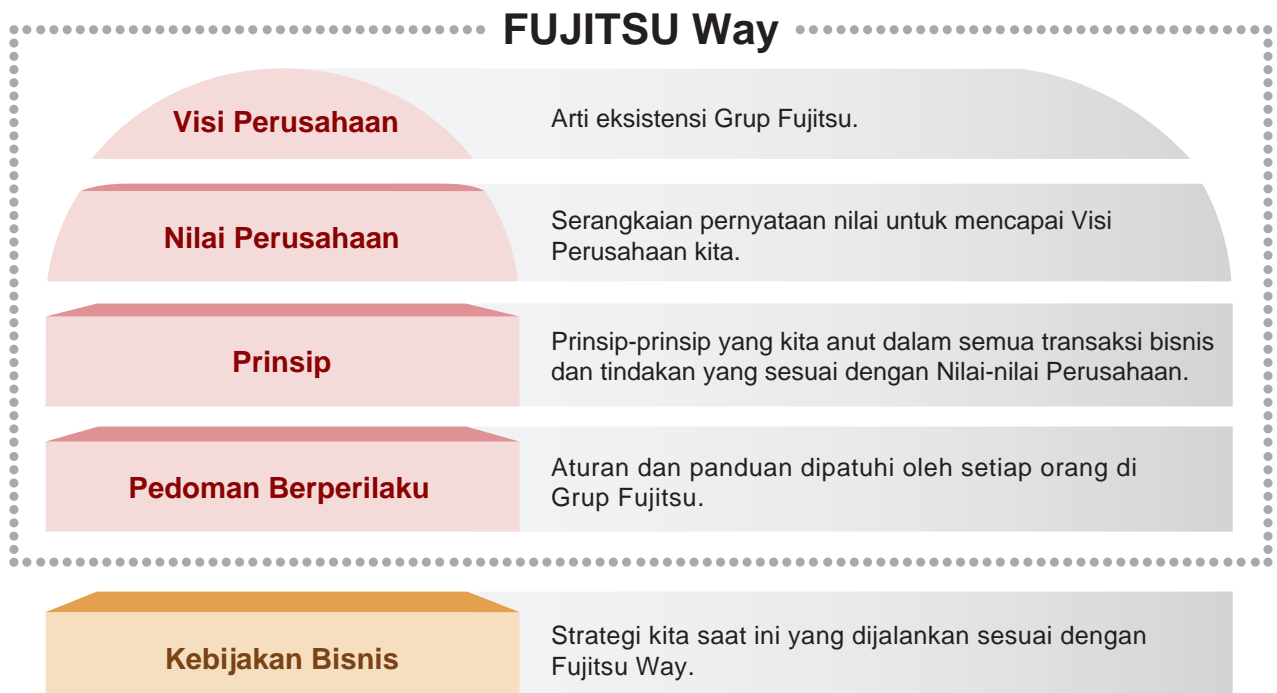 FUJITSU Way
Visi Perusahaan
Arti eksistensi Grup Fujitsu.
Nilai Perusahaan
Serangkaian pernyataan nilai untuk mencapai Visi
Perusahaan kita.
Prinsip
Prinsip-prinsip yang kita anut dalam semua transaksi bisnis
dan tindakan yang sesuai dengan Nilai-nilai Perusahaan.
Pedoman Berperilaku
Aturan dan panduan dipatuhi oleh setiap orang di
Grup Fujitsu.
Kebijakan Bisnis
Strategi kita saat ini yang dijalankan sesuai dengan
Fujitsu Way.